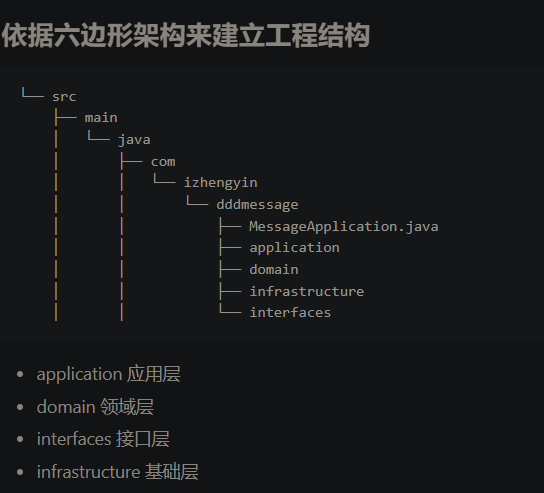 依据六边形架构来建立工程结构
└── src
    ├── main
    │   └── java
    │       ├── com
    │       │   └── izhengyin
    │       │       └── dddmessage
    │       │           ├── MessageApplication.java
    │       │           ├── application
    │       │           ├── domain
    │       │           ├── infrastructure
    │       │           └── interfaces
• application 应用层
• domain 领域层
• interfaces 接口层
• infrastructure 基础层